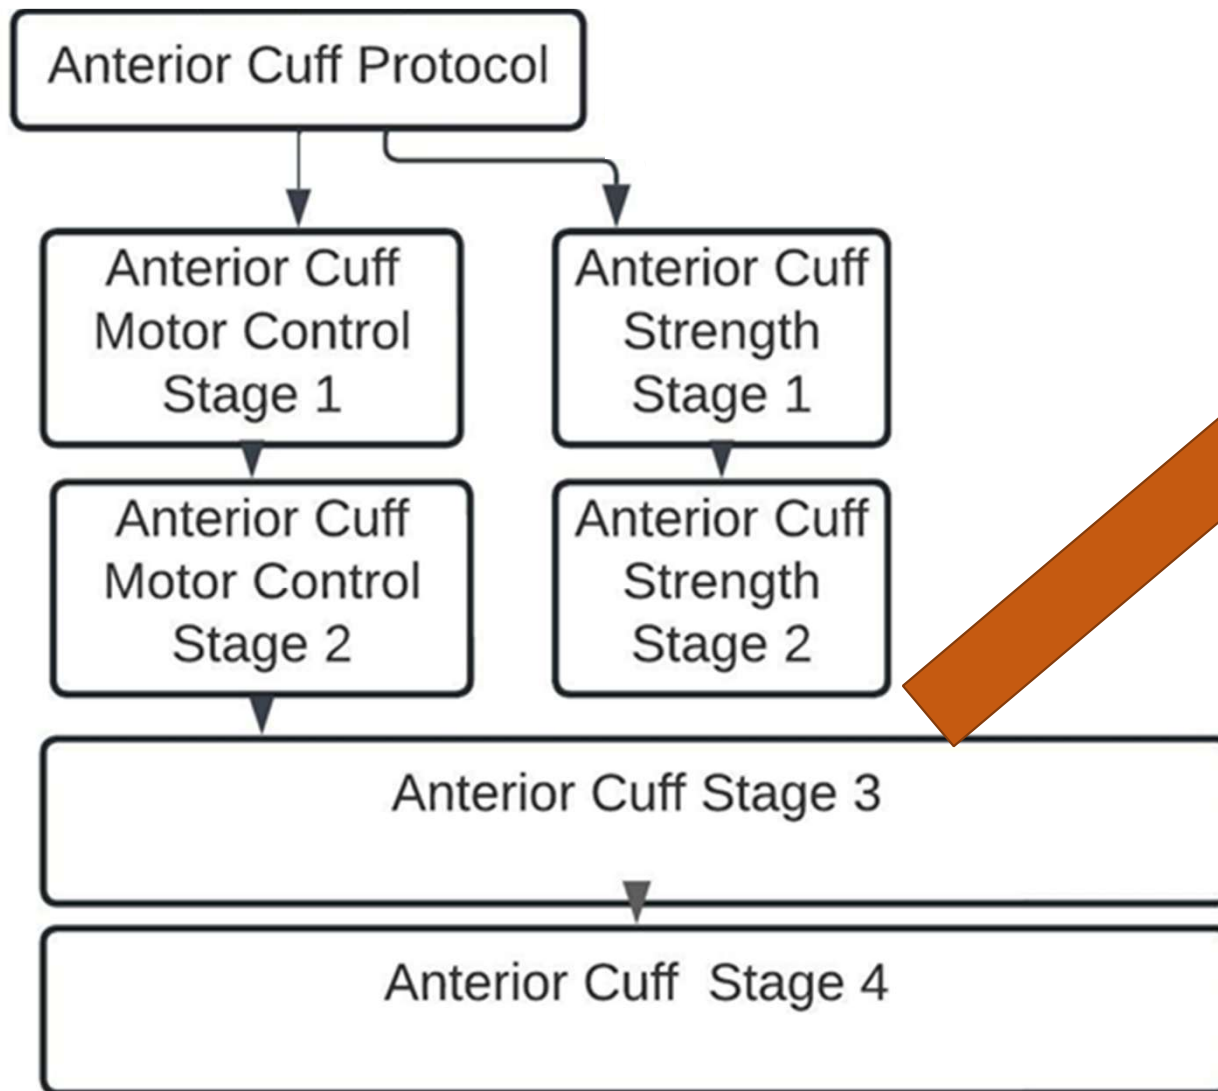 Anterior Cuff Protocol
Anterior Cuff
Motor Control
Stage 1
Anterior Cuff
Strength
Stage 1
Anterior Cuff
Motor Control
Stage 2
Anterior Cuff
Strength
Stage 2
Anterior Cuff Stage 3
Anterior Cuff  Stage 4